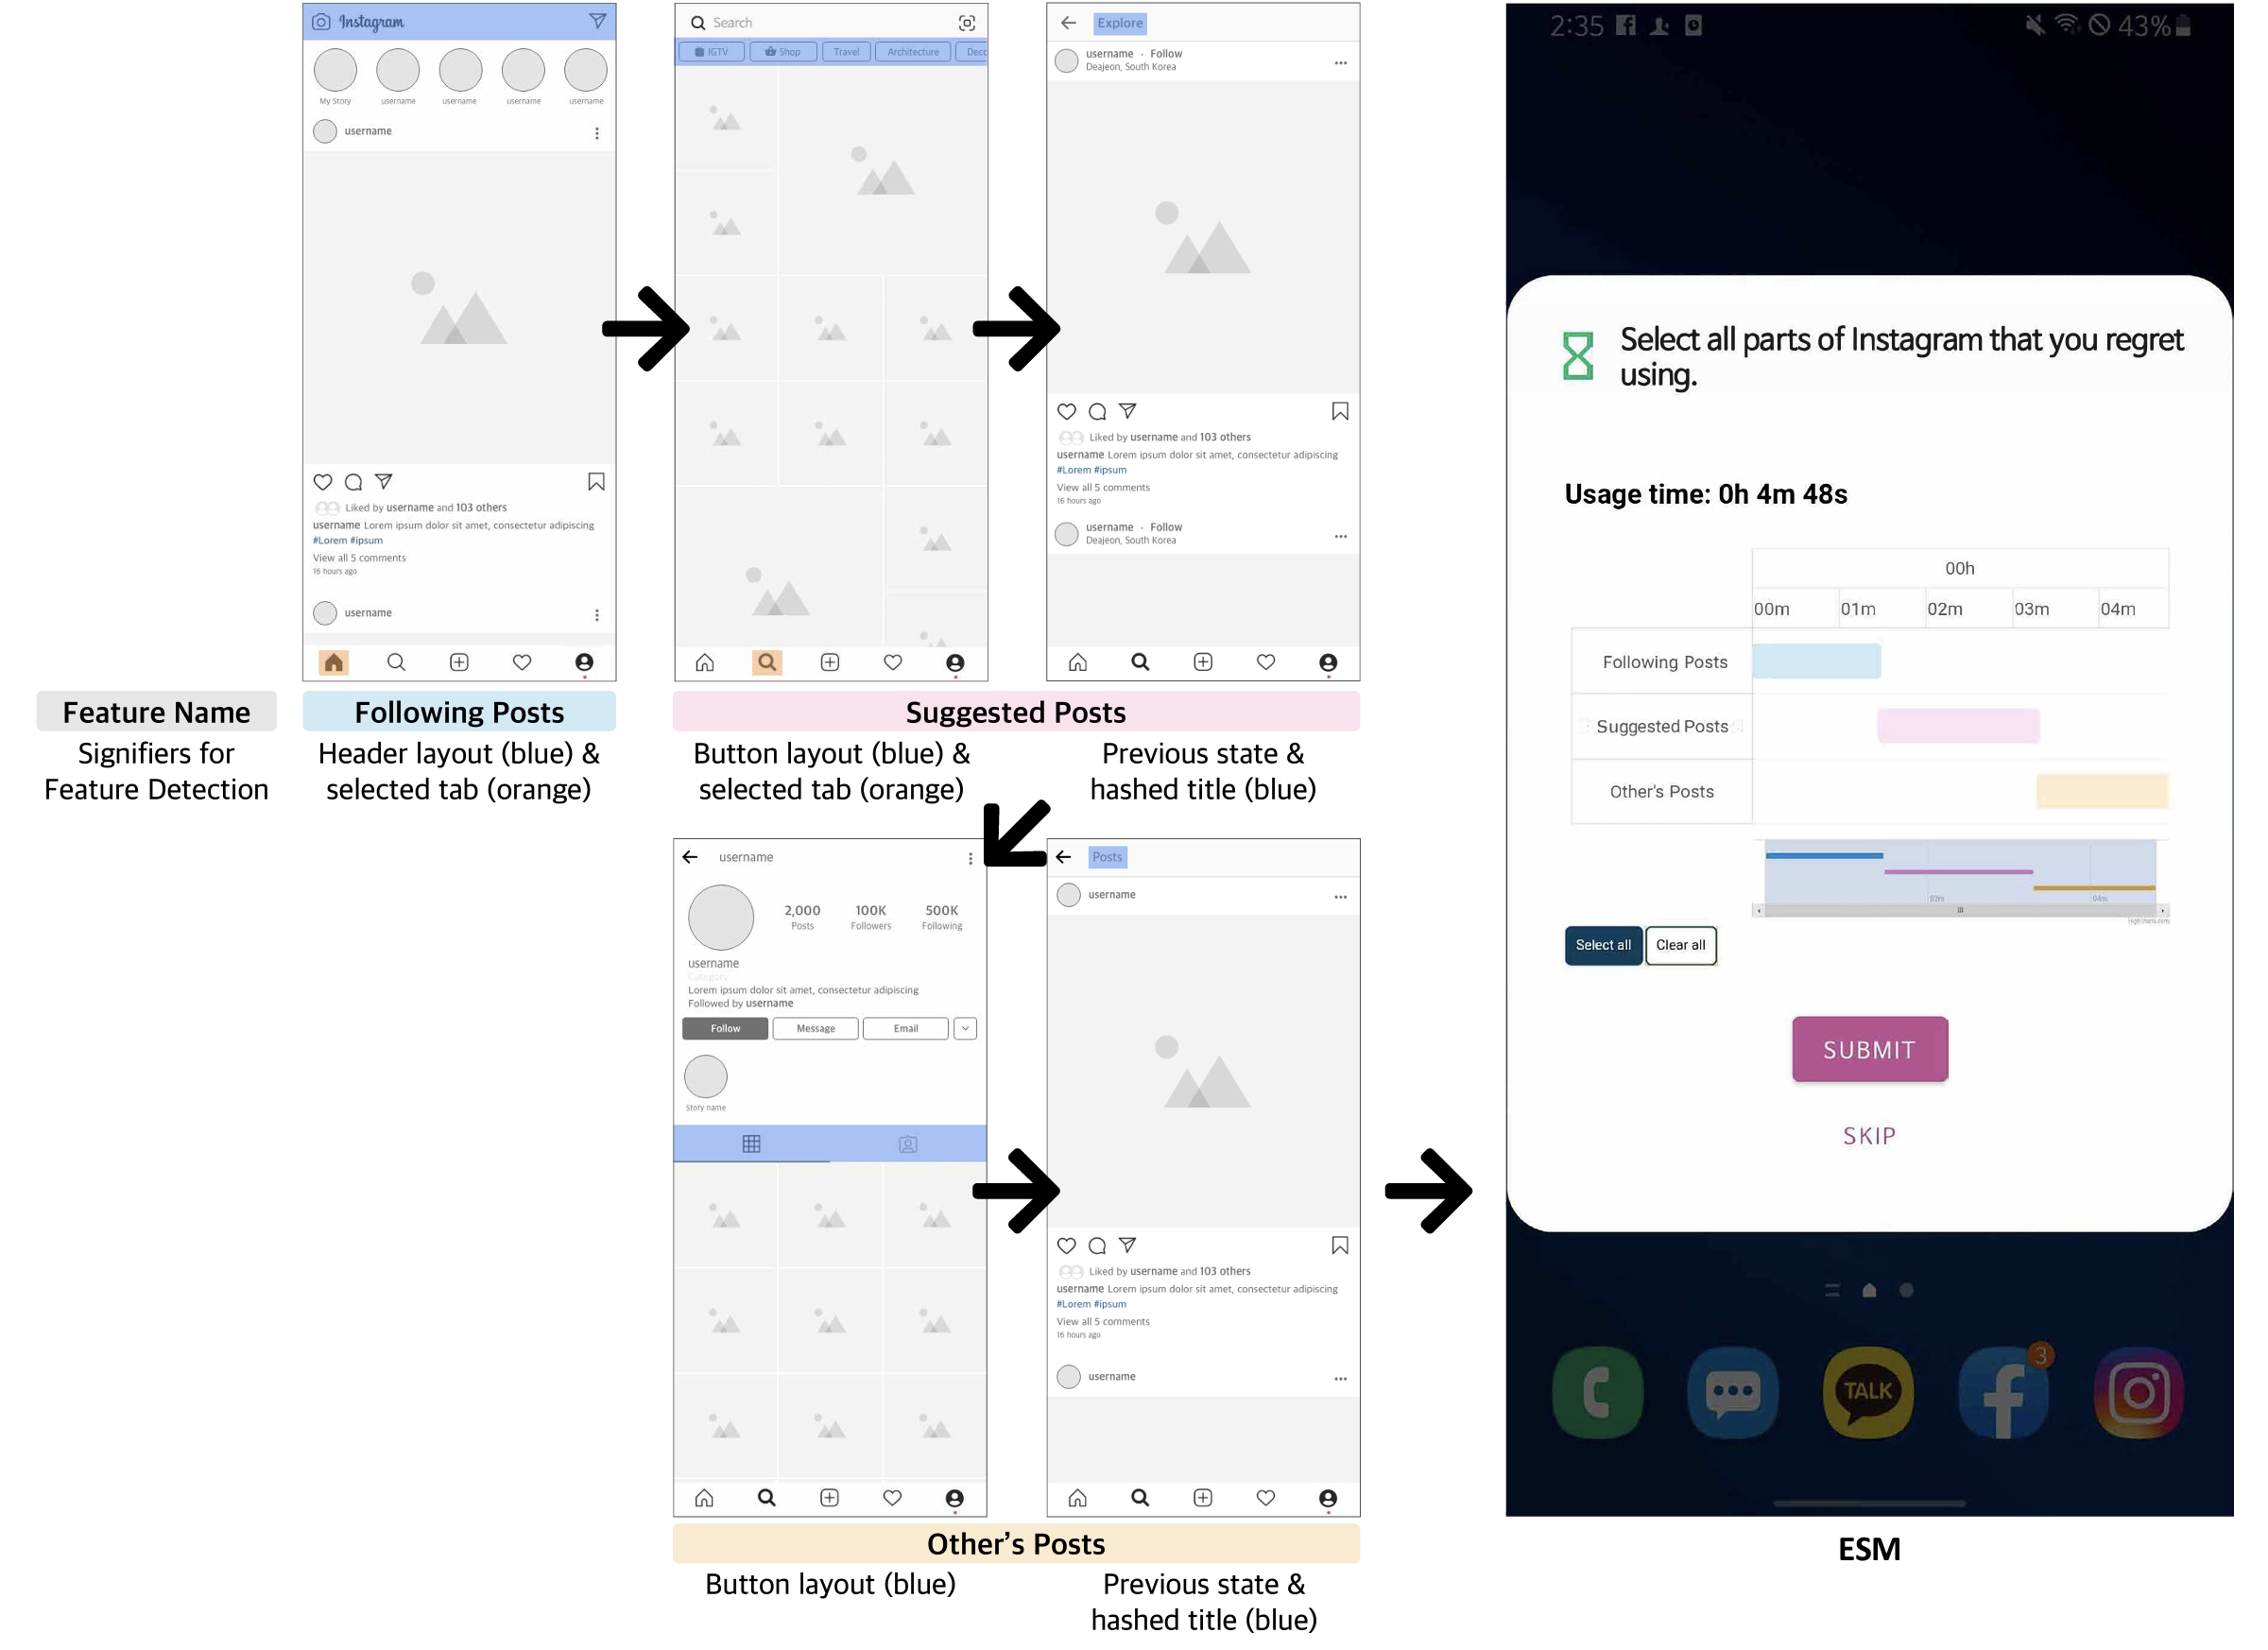 Instagram
My Story
username
username
username
username
username
Liked by username and 103 others
username Lorem ipsum dolor sit amet, consectetur adipiscing
#Lorem #ipsum
View all 5 comments
16 hours ago
username
Search
IGTV
Shop
Travel
Architecture
Deco
Explore
username · Follow
Deajeon, South Korea
Liked by username and 103 others
username Lorem ipsum dolor sit amet, consectetur adipiscing
#Lorem #ipsum
View all 5 comments
16 hours ago
username · Follow
Deajeon, South Korea
Feature Name
Signifiers for
Feature Detection
Following Posts
Header layout (blue) &
selected tab (orange)
Suggested Posts
Button layout (blue) &
selected tab (orange)
Previous state &
hashed title (blue)
username
2,000
Posts
100K
Followers
500K
Following
username
Category
Lorem ipsum dolor sit amet, consectetur adipiscing
Followed by username
Follow
Message
Email
Story name
Posts
username
Liked by username and 103 others
username Lorem ipsum dolor sit amet, consectetur adipiscing
#Lorem #ipsum
View all 5 comments
16 hours ago
username
Other's Posts
Button layout (blue)
Previous state &
hashed title (blue)
2:35
43%
Select all parts of Instagram that you regret
using.
Usage time: 0h 4m 48s
00h
00m 01m 02m 03m 04m
Following Posts
Suggested Posts
Other's Posts
02m
04m
Highcharts.com
Select all
Clear all
SUBMIT
SKIP
TALK
3
ESM